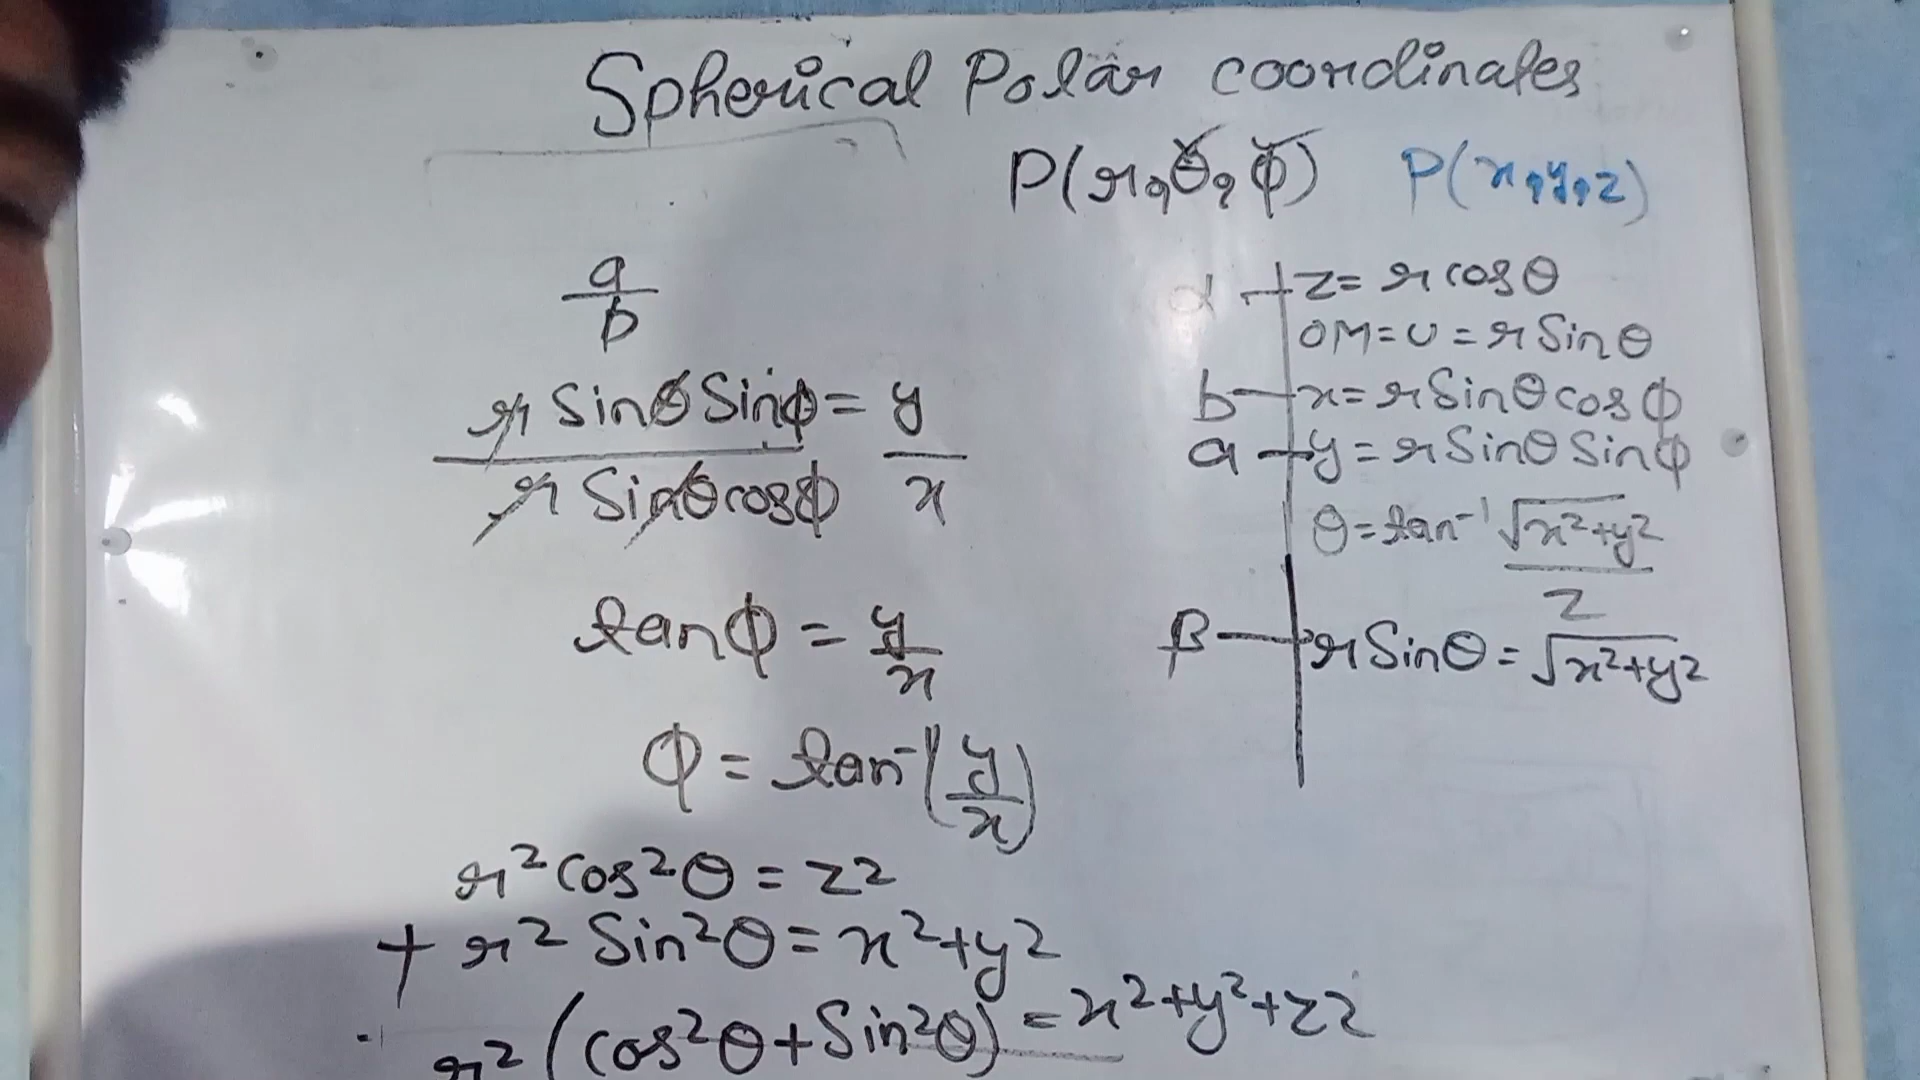 Spherical Polar coordinates
P(r,θ,φ) P(x,y,z)
a
b
r Sinθ Sinφ = y
r Sinθ cosφ x
tanφ = y
x
φ = tan⁻¹(y
x)
r² cos²θ = z²
+ r² Sin²θ = x²+y²
r² (cos²θ + Sin²θ) = x²+y²+z²
α z = r cosθ
OM = U = r Sinθ
b x = r Sinθ cosφ
a y = r Sinθ Sinφ
θ = tan⁻¹ √x²+y²
z
β r Sinθ = √x²+y²